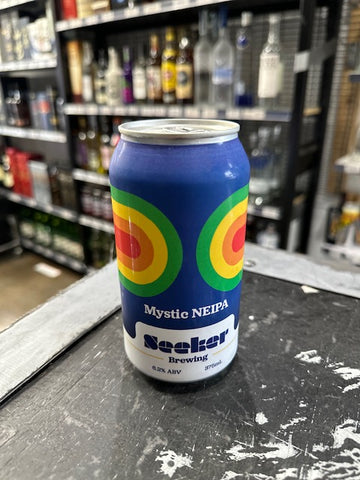 Mystic NEIPA
Seeker
Brewing
6.2% ABV 375mL